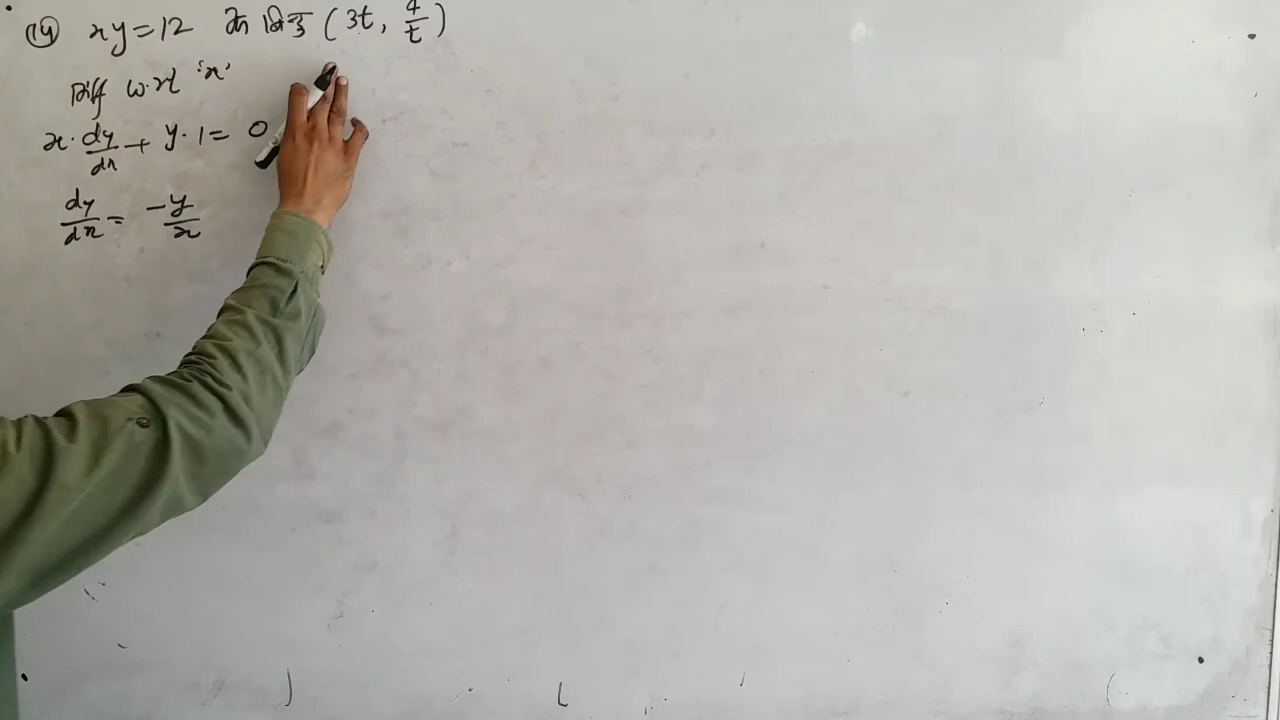 (14) xy = 12 के बिन्दु (3t, 4/t)
Diff w.r.t 'x'
x · dy/dx + y · 1 = 0
dy/dx = -y/x